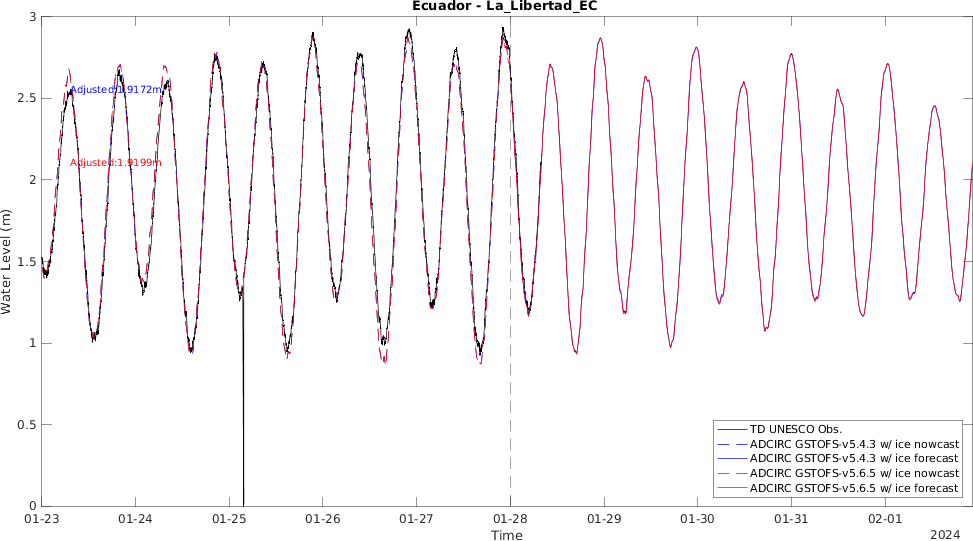 Ecuador - La_Libertad_EC
3
2.5
2
1.5
1
0.5
0
Water Level (m)
Adjusted:1.9172m
Adjusted:1.9199m
TD UNESCO Obs.
ADCIRC GSTOFS-v5.4.3 w/ ice nowcast
ADCIRC GSTOFS-v5.4.3 w/ ice forecast
ADCIRC GSTOFS-v5.6.5 w/ ice nowcast
ADCIRC GSTOFS-v5.6.5 w/ ice forecast
01-23 01-24 01-25 01-26 01-27 01-28 01-29 01-30 01-31 02-01
Time
2024